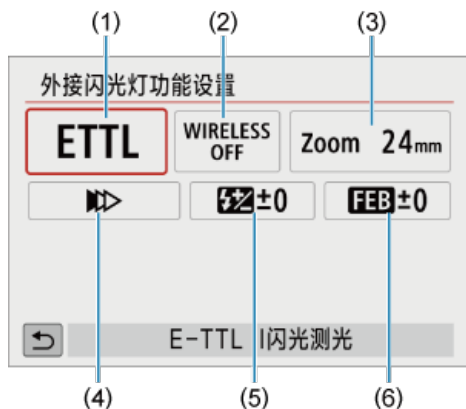 (1) (2) (3)
外接闪光灯功能设置
ETTL WIRELESS OFF Zoom 24mm
±0 FEB±0
E-TTL I闪光测光
(4) (5) (6)